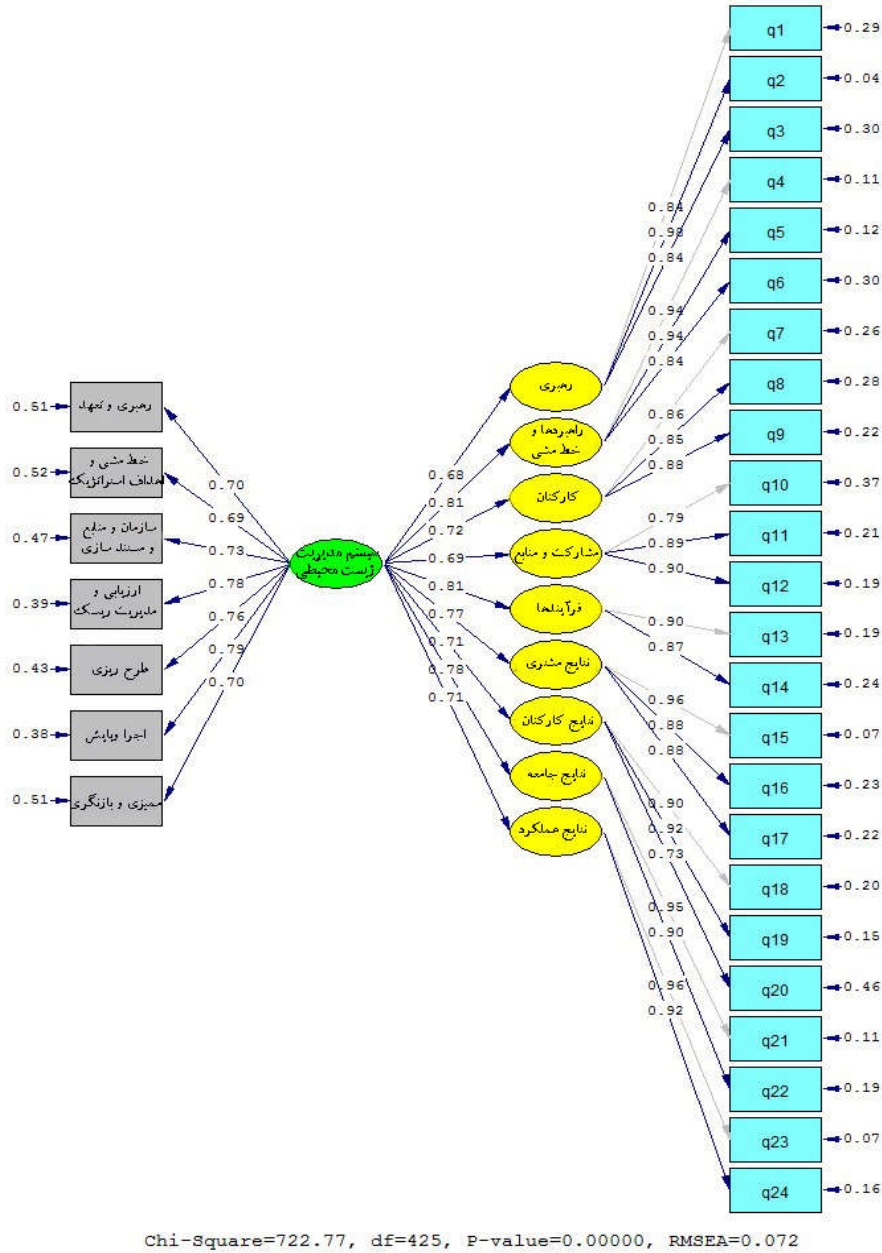 q1
0.29
q2
0.04
q3
0.30
q4
0.11
q5
0.12
q6
0.30
q7
0.26
q8
0.28
q9
0.22
q10
0.37
q11
0.21
q12
0.19
q13
0.19
q14
0.24
q15
0.07
q16
0.23
q17
0.22
q18
0.20
q19
0.15
q20
0.46
q21
0.11
q22
0.19
q23
0.07
q24
0.16
0.84
0.98
0.84
0.94
0.94
0.84
0.86
0.85
0.88
0.79
0.89
0.90
0.90
0.87
0.96
0.88
0.88
0.90
0.92
0.73
0.95
0.90
0.96
0.92
رهبری
راهبردها و
خط مشی
کارکنان
مشارکت و منابع
فرآیندها
نتایج مشتری
نتایج کارکنان
نتایج جامعه
نتایج عملکرد
0.68
0.81
0.72
0.69
0.81
0.77
0.71
0.78
0.71
سیستم مدیریت
زیست محیطی
0.70
0.69
0.73
0.78
0.76
0.79
0.70
0.51
رهبری و تعهد
0.52
خط مشی و
اهداف استراتژیک
0.47
سازمان و منابع
و مستند سازی
0.39
ارزیابی و
مدیریت ریسک
0.43
طرح ریزی
0.38
اجرا وپایش
0.51
ممیزی و بازنگری
Chi-Square=722.77, df=425, P-value=0.00000, RMSEA=0.072